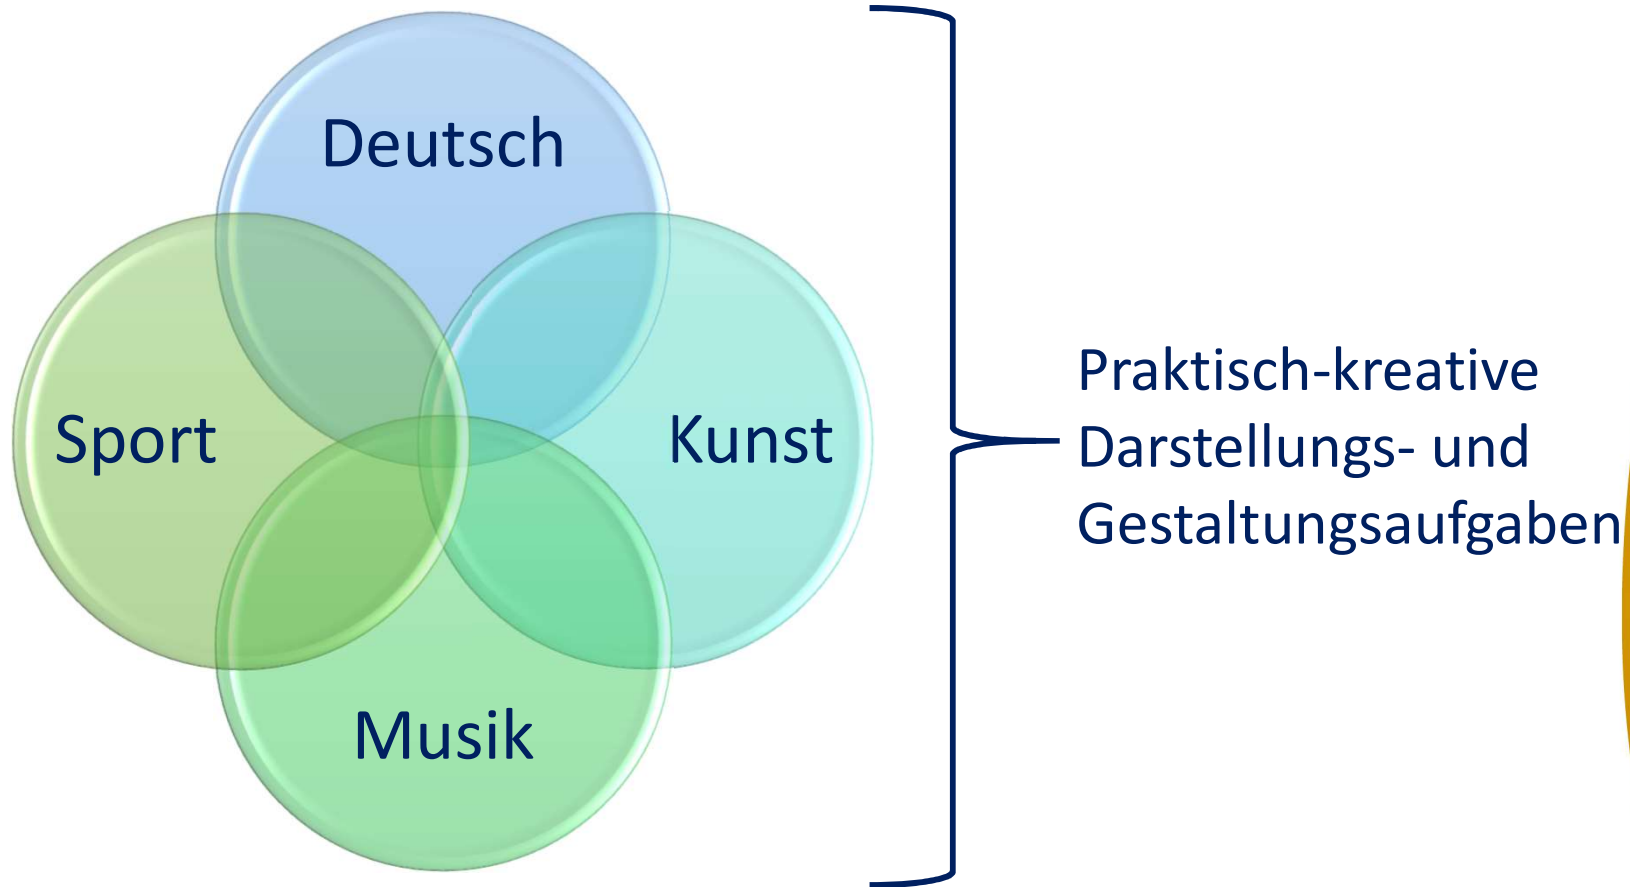 Deutsch
Sport
Kunst
Musik
Praktisch-kreative
Darstellungs- und
Gestaltungsaufgaben